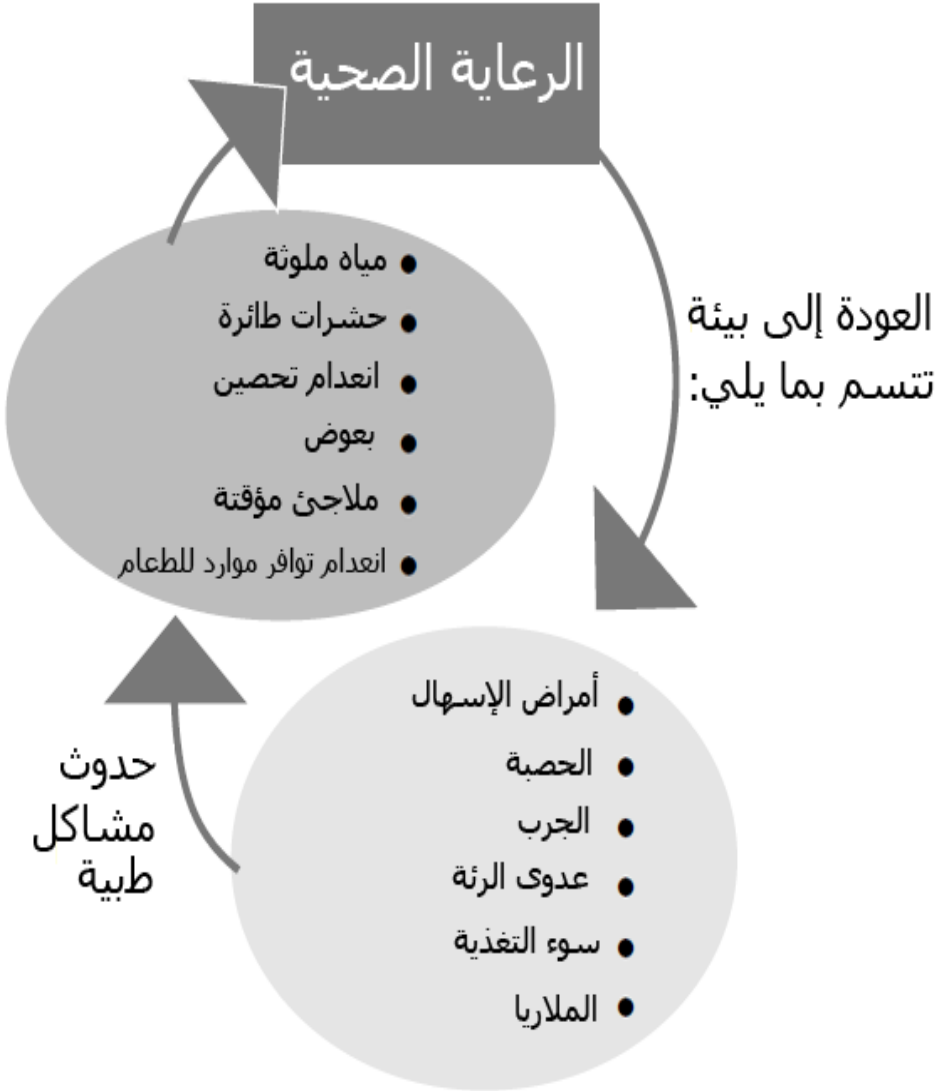 الرعاية الصحية
العودة إلى بيئة
تتسم بما يلي:
• مياه ملوثة
• حشرات طائرة
• انعدام تحصين
• بعوض
• ملاجئ مؤقتة
• انعدام توافر موارد للطعام
حدوث
مشاكل
طبية
• أمراض الإسهال
• الحصبة
• الجرب
• عدوى الرئة
• سوء التغذية
• الملاريا